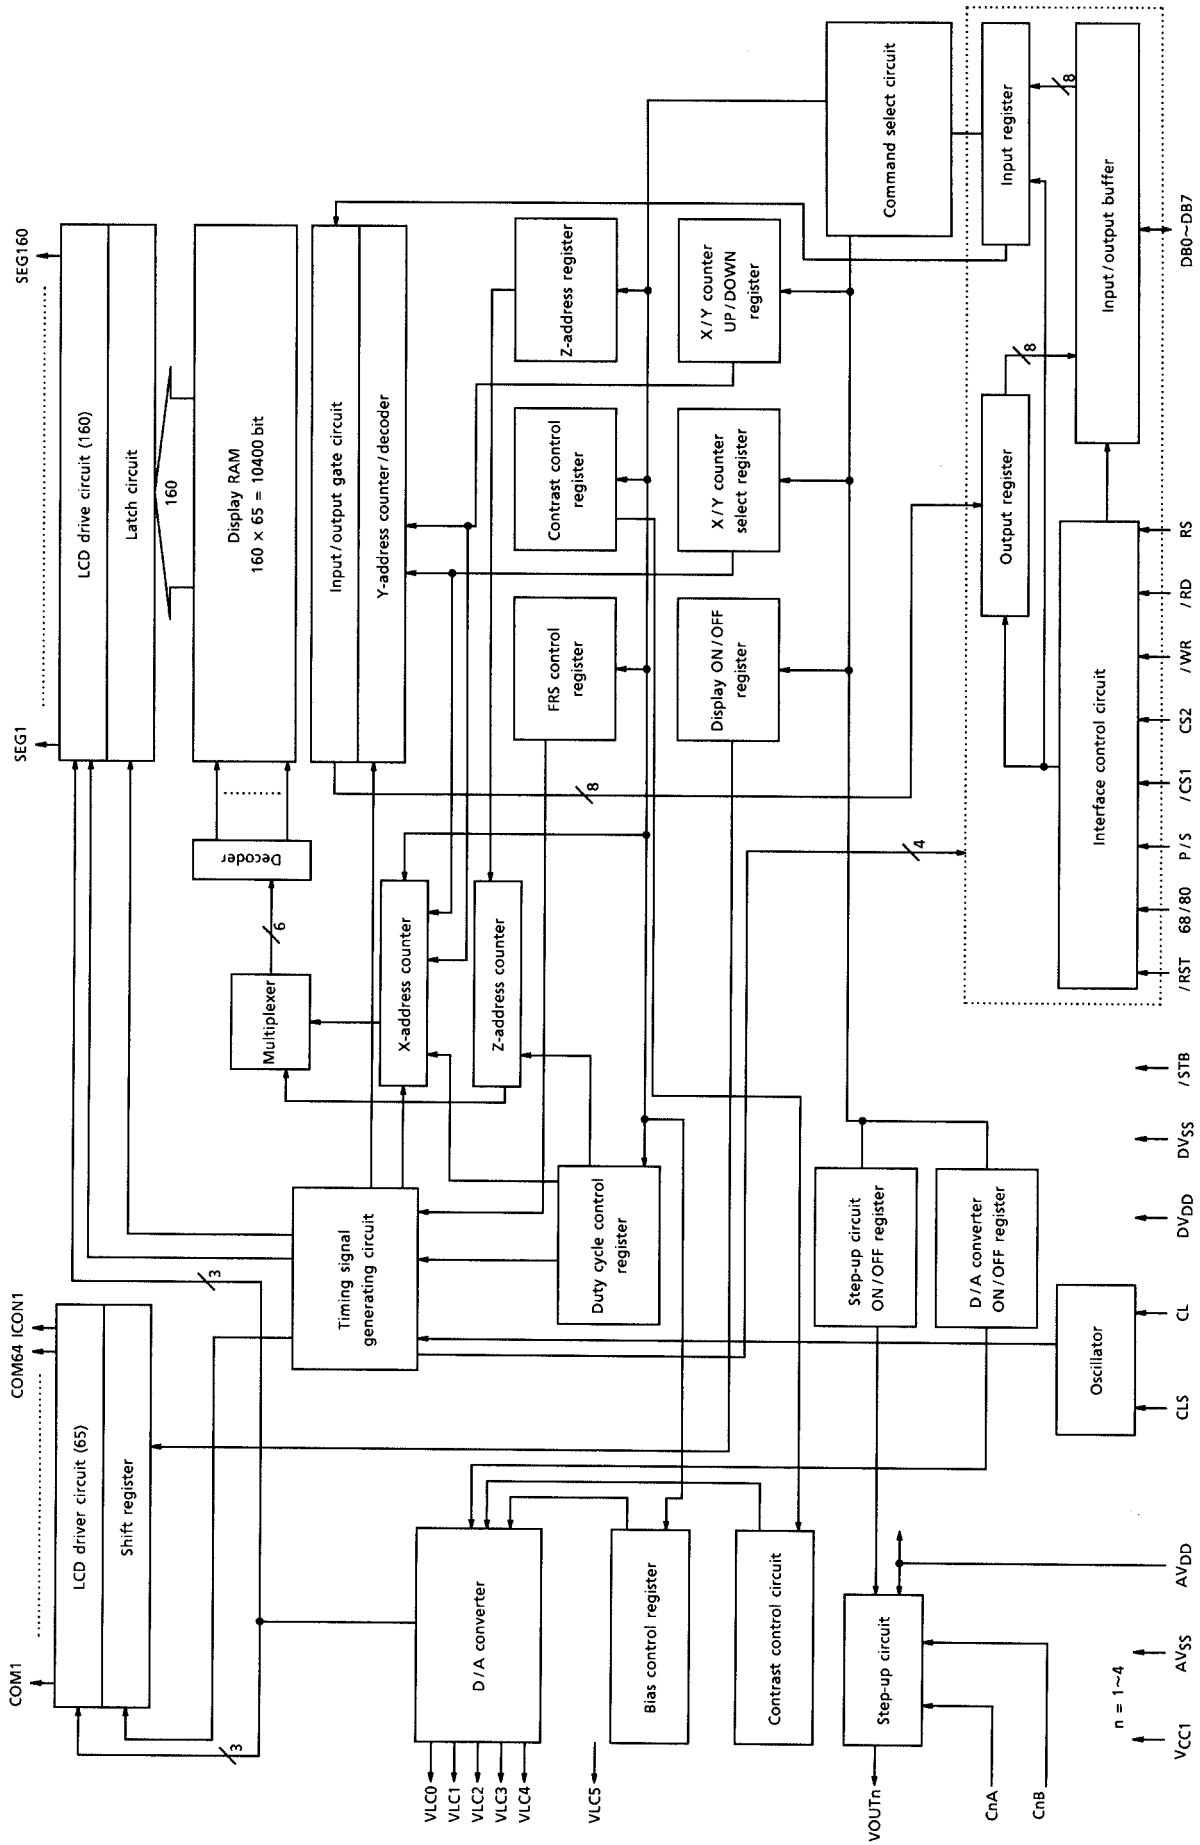 COM1
COM64
ICON1
SEG1
SEG160
LCD driver circuit (65)
Shift register
LCD drive circuit (160)
Latch circuit
3
3
160
Display RAM
160 × 65 = 10400 bit
Decoder
6
Multiplexer
Input/output gate circuit
Y-address counter/decoder
Timing signal
generating circuit
X-address counter
Z-address counter
8
4
D/A converter
VLC0
VLC1
VLC2
VLC3
VLC4
VLC5
FRS control
register
Contrast control
register
Z-address register
Duty cycle control
register
Bias control register
Display ON/OFF
register
X/Y counter
select register
X/Y counter
UP/DOWN
register
Contrast control circuit
Step-up circuit
ON/OFF register
D/A converter
ON/OFF register
Command select circuit
Step-up circuit
VOUTn
CnA
CnB
Oscillator
Output register
Input register
8
8
Interface control circuit
Input/output buffer
n = 1~4
VCC1
AVSS
AVDD
CLS
CL
DVDD
DVSS
/STB
/RST
68/80
P/S
/CS1
CS2
/WR
/RD
RS
DB0~DB7